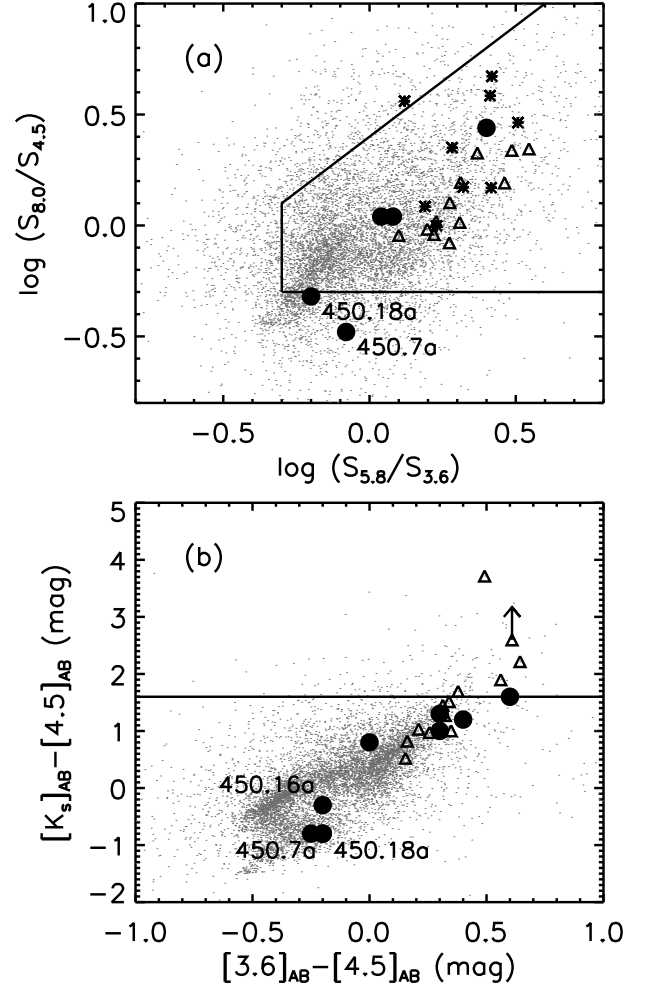 1.0
(a)
0.5
0.0
−0.5
log (S8.0/S4.5)
450.18a
450.7a
−0.5 0.0 0.5
log (S5.8/S3.6)
5
(b)
4
3
2
1
0
−1
−2
[Ks]AB−[4.5]AB (mag)
450.16a
450.7a 450.18a
−1.0 −0.5 0.0 0.5 1.0
[3.6]AB−[4.5]AB (mag)